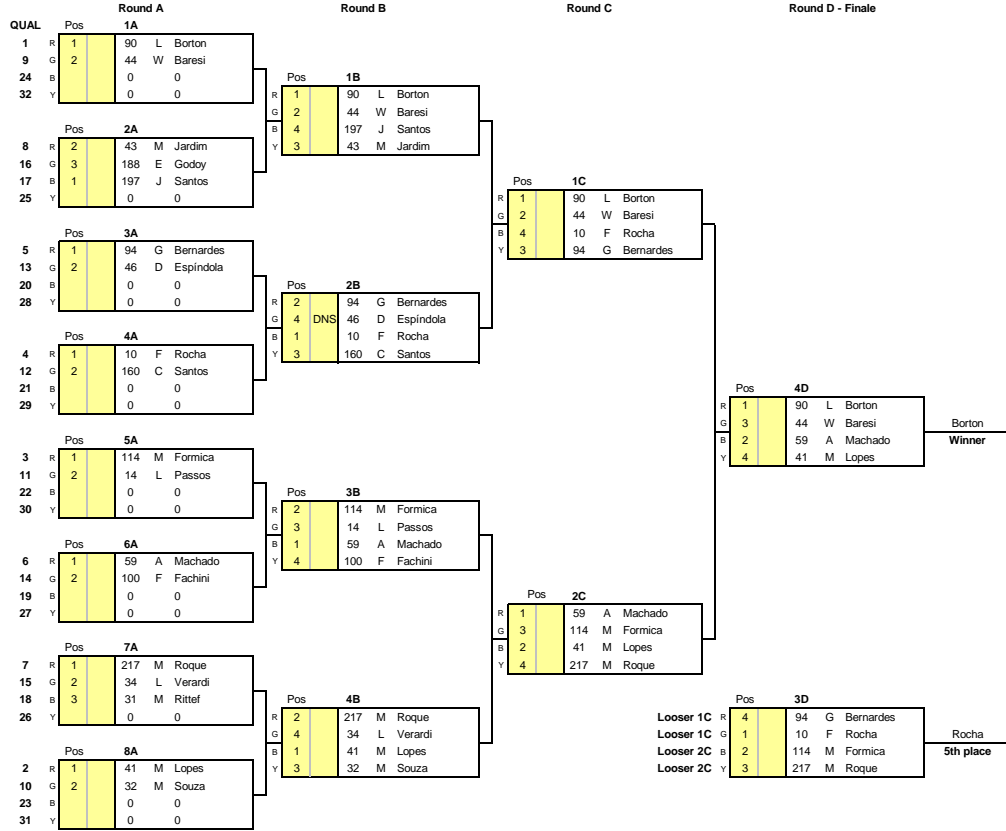 Round A Round B Round C Round D - Finale
QUAL Pos 1A
1 R 1 90 L Borton
9 G 2 44 W Baresi
24 B 0 0
32 Y 0 0
Pos 2A
8 R 2 43 M Jardim
16 G 3 188 E Godoy
17 B 1 197 J Santos
25 Y 0 0
Pos 3A
5 R 1 94 G Bernardes
13 G 2 46 D Espíndola
20 B 0 0
28 Y 0 0
Pos 4A
4 R 1 10 F Rocha
12 G 2 160 C Santos
21 B 0 0
29 Y 0 0
Pos 5A
3 R 1 114 M Formica
11 G 2 14 L Passos
22 B 0 0
30 Y 0 0
Pos 6A
6 R 1 59 A Machado
14 G 2 100 F Fachini
19 B 0 0
27 Y 0 0
Pos 7A
7 R 1 217 M Roque
15 G 2 34 L Verardi
18 B 3 31 M Rittef
26 Y 0 0
Pos 8A
2 R 1 41 M Lopes
10 G 2 32 M Souza
23 B 0 0
31 Y 0 0
Pos 1B
R 1 90 L Borton
G 2 44 W Baresi
B 4 197 J Santos
Y 3 43 M Jardim
Pos 2B
R 2 94 G Bernardes
G 4 DNS 46 D Espíndola
B 1 10 F Rocha
Y 3 160 C Santos
Pos 3B
R 2 114 M Formica
G 3 14 L Passos
B 1 59 A Machado
Y 4 100 F Fachini
Pos 4B
R 2 217 M Roque
G 4 34 L Verardi
B 1 41 M Lopes
Y 3 32 M Souza
Pos 1C
R 1 90 L Borton
G 2 44 W Baresi
B 4 10 F Rocha
Y 3 94 G Bernardes
Pos 2C
R 1 59 A Machado
G 3 114 M Formica
B 2 41 M Lopes
Y 4 217 M Roque
Pos 4D
R 1 90 L Borton
G 3 44 W Baresi Borton
B 2 59 A Machado Winner
Y 4 41 M Lopes
Pos 3D
Looser 1C R 4 94 G Bernardes
Looser 1C G 1 10 F Rocha Rocha
Looser 2C B 2 114 M Formica 5th place
Looser 2C Y 3 217 M Roque